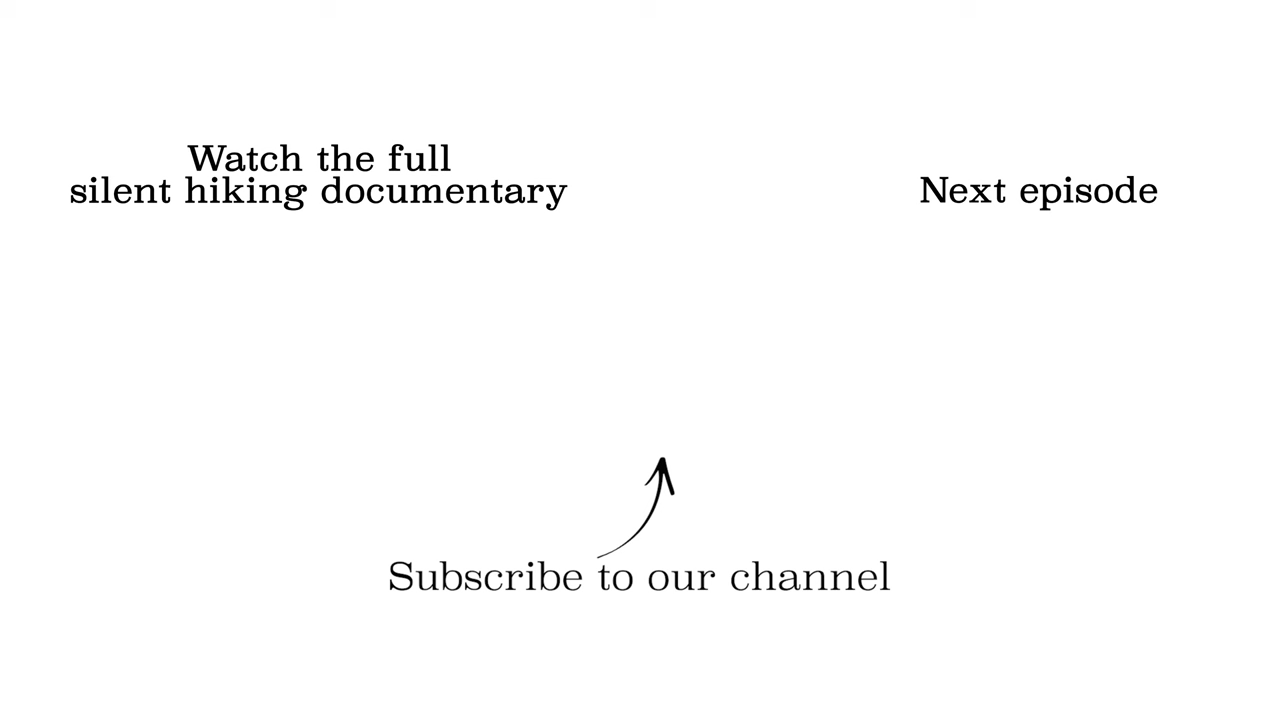 Watch the full
silent hiking documentary
Next episode
Subscribe to our channel